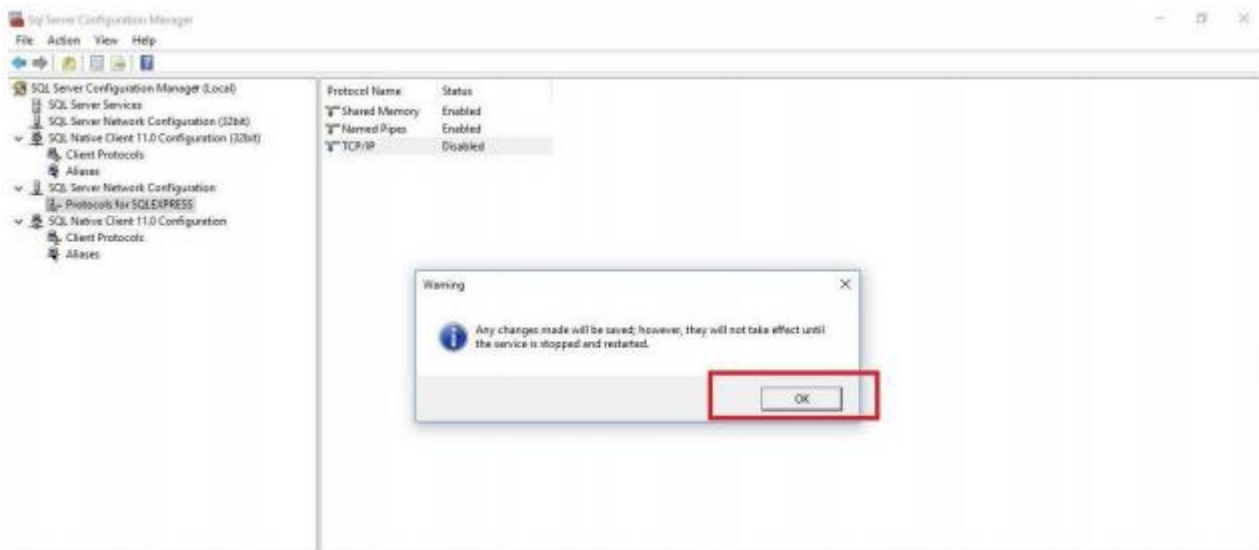 Sql Server Configuration Manager
File Action View Help
SQL Server Configuration Manager (Local)
SQL Server Services
SQL Server Network Configuration (32bit)
SQL Native Client 11.0 Configuration (32bit)
Client Protocols
Aliases
SQL Server Network Configuration
Protocols for SQLEXPRESS
SQL Native Client 11.0 Configuration
Client Protocols
Aliases
Protocol Name Status
Shared Memory Enabled
Named Pipes Enabled
TCP/IP Disabled
Warning
Any changes made will be saved; however, they will not take effect until
the service is stopped and restarted.
OK